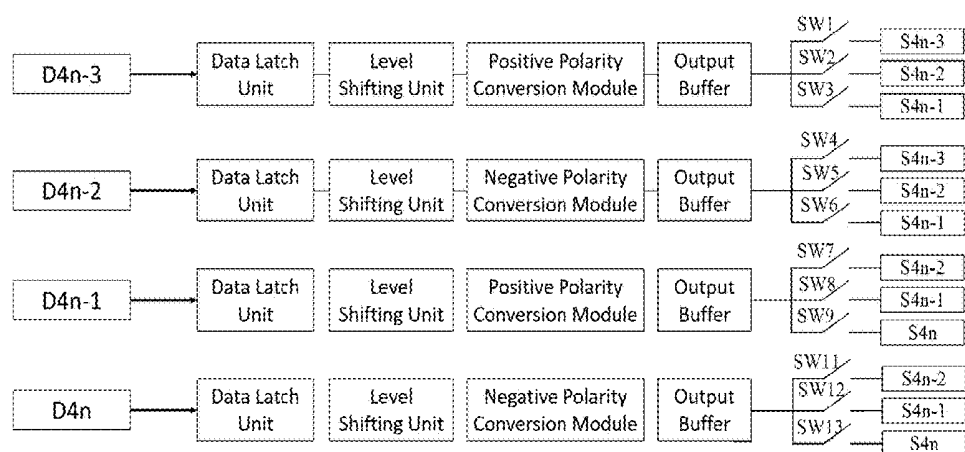 SW1
S4n-3
D4n-3
Data Latch Unit
Level Shifting Unit
Positive Polarity Conversion Module
Output Buffer
SW2
S4n-2
SW3
S4n-1
SW4
S4n-3
D4n-2
Data Latch Unit
Level Shifting Unit
Negative Polarity Conversion Module
Output Buffer
SW5
S4n-2
SW6
S4n-1
SW7
S4n-2
D4n-1
Data Latch Unit
Level Shifting Unit
Positive Polarity Conversion Module
Output Buffer
SW8
S4n-1
SW9
S4n
SW11
S4n-2
D4n
Data Latch Unit
Level Shifting Unit
Negative Polarity Conversion Module
Output Buffer
SW12
S4n-1
SW13
S4n